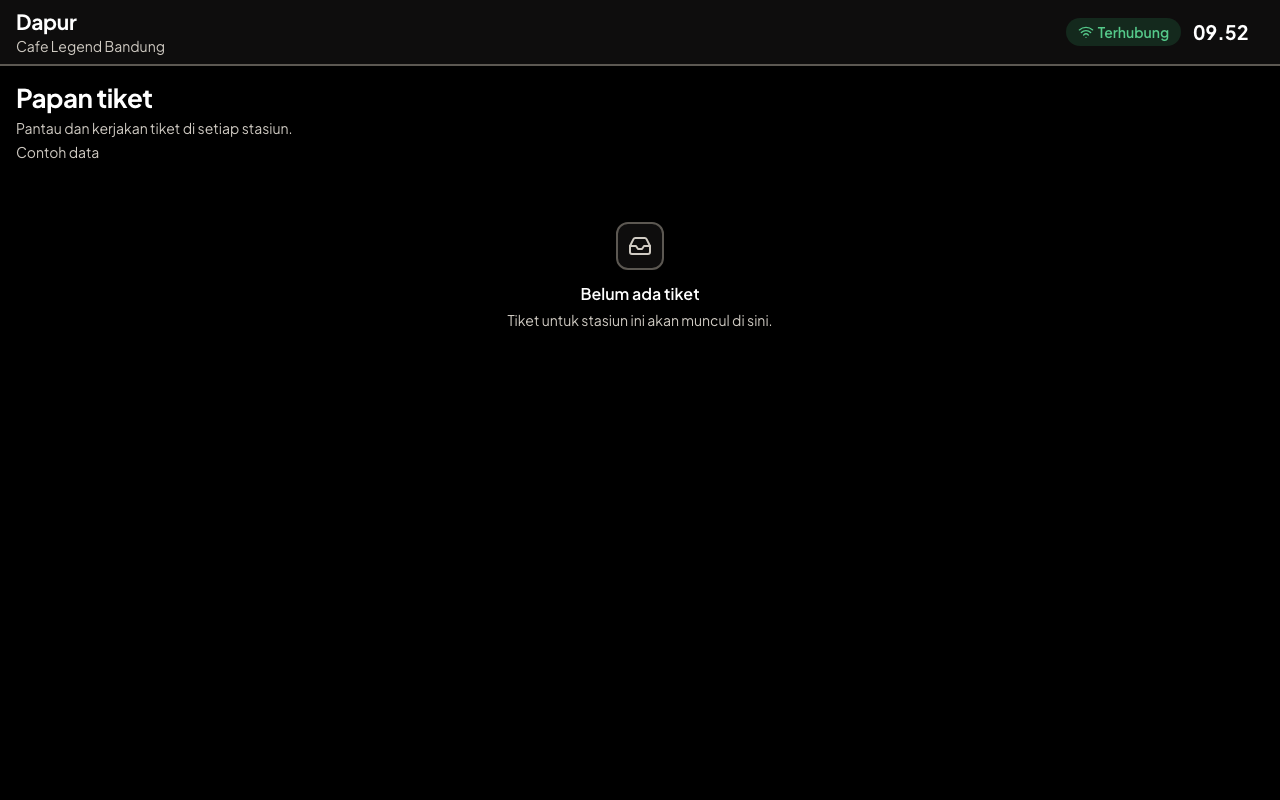 Dapur
Cafe Legend Bandung
Terhubung
09.52
Papan tiket
Pantau dan kerjakan tiket di setiap stasiun.
Contoh data
Belum ada tiket
Tiket untuk stasiun ini akan muncul di sini.